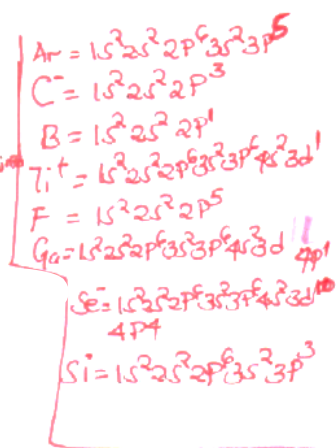 Ar = 1s²2s²2p⁶3s²3p⁵
C⁻ = 1s²2s²2p³
B = 1s²2s²2p¹
Ti⁺ = 1s²2s²2p⁶3s²3p⁶4s²3d¹
F = 1s²2s²2p⁵
Ga = 1s²2s²2p⁶3s²3p⁶4s²3d 4p¹
Se⁻ = 1s²2s²2p⁶3s²3p⁶4s²3d¹⁰
4p4
Si = 1s²2s²2p⁶3s²3p³